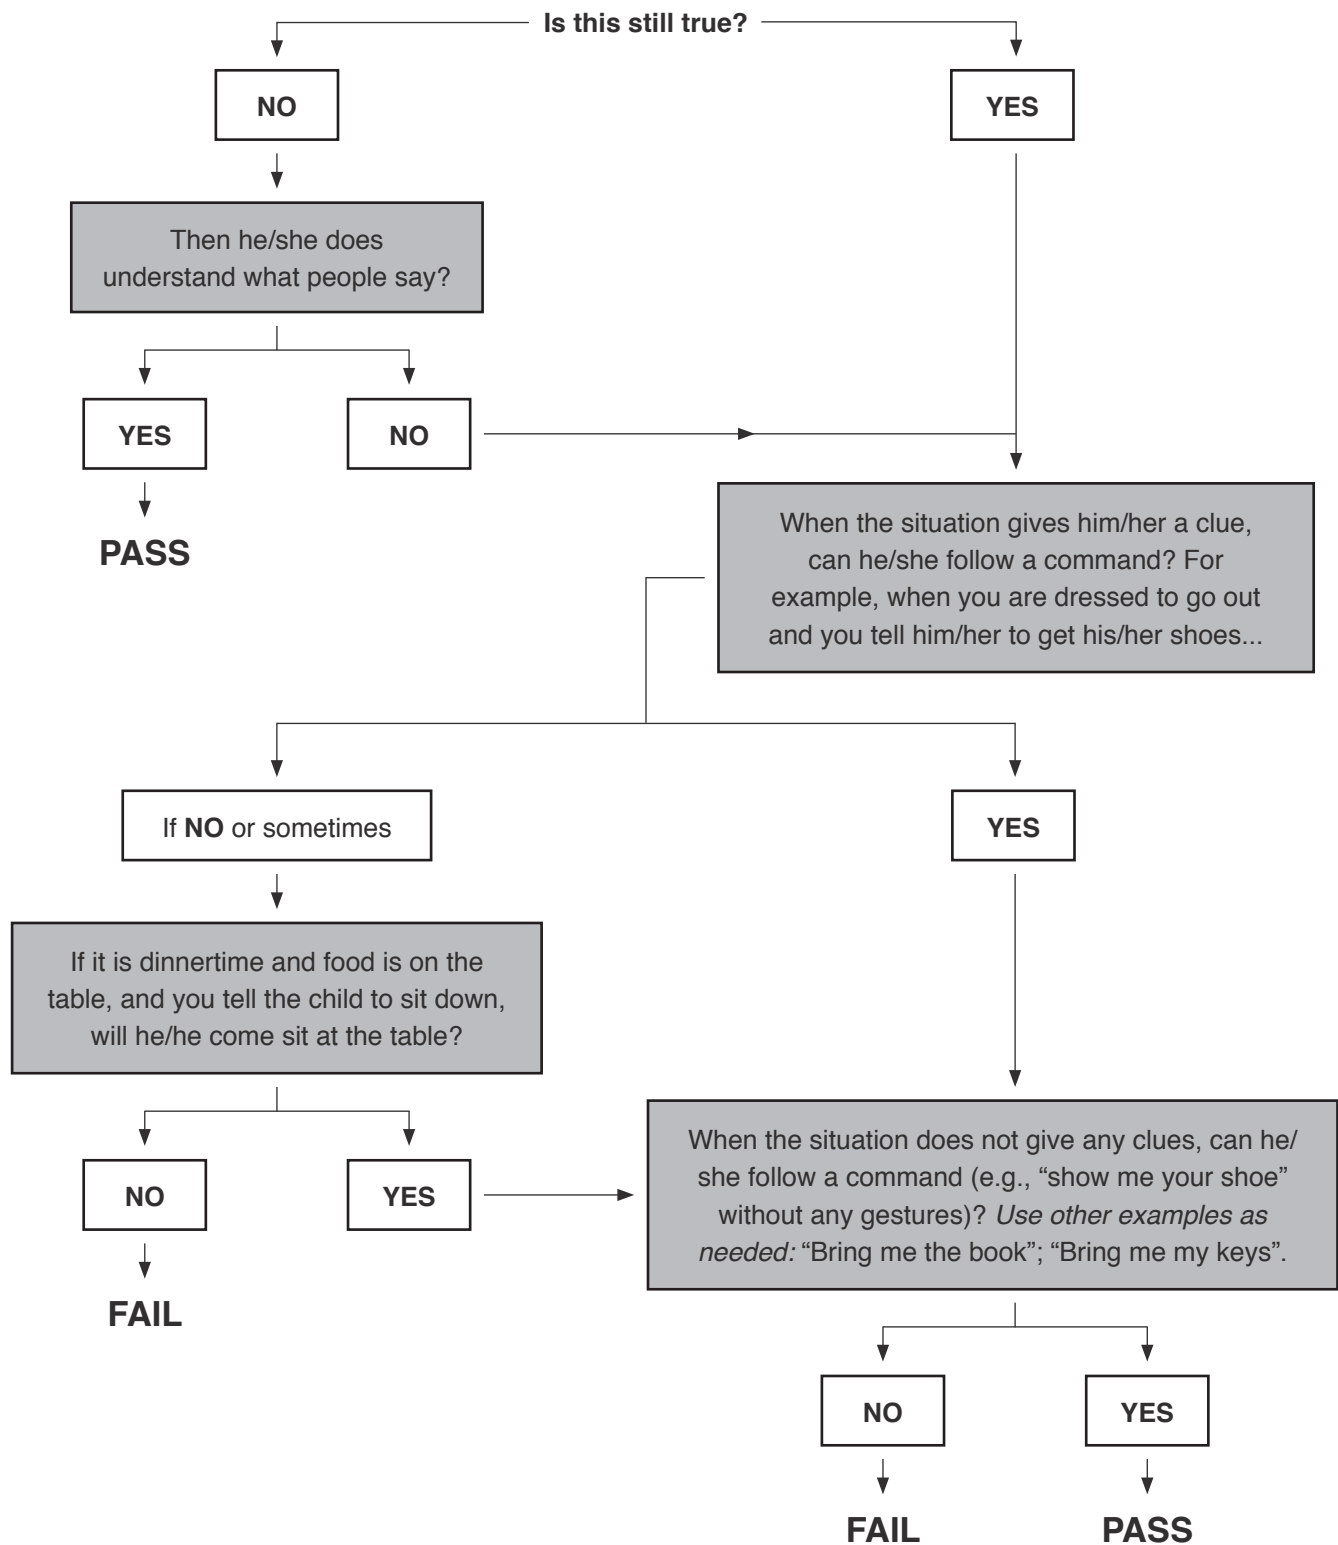 Is this still true?
NO
YES
Then he/she does
understand what people say?
YES
NO
PASS
When the situation gives him/her a clue,
can he/she follow a command? For
example, when you are dressed to go out
and you tell him/her to get his/her shoes...
If NO or sometimes
YES
If it is dinnertime and food is on the
table, and you tell the child to sit down,
will he/he come sit at the table?
NO
YES
FAIL
When the situation does not give any clues, can he/
she follow a command (e.g., “show me your shoe”
without any gestures)? Use other examples as
needed: “Bring me the book”; “Bring me my keys”.
NO
YES
FAIL
PASS